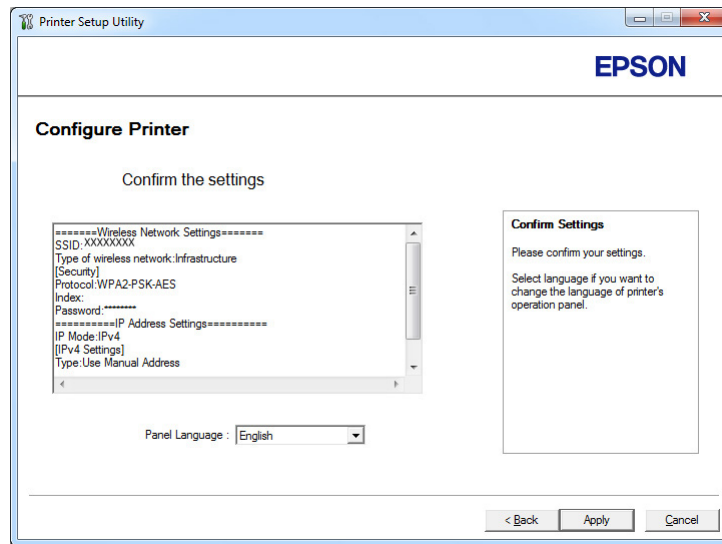 Printer Setup Utility
EPSON
Configure Printer
Confirm the settings
=======Wireless Network Settings=======
SSID:XXXXXXXX
Type of wireless network:Infrastructure
[Security]
Protocol:WPA2-PSK-AES
Index:
Password:********
==========IP Address Settings==========
IP Mode:IPv4
[IPv4 Settings]
Type:Use Manual Address
Confirm Settings
Please confirm your settings.
Select language if you want to
change the language of printer's
operation panel.
Panel Language : English
< Back Apply Cancel